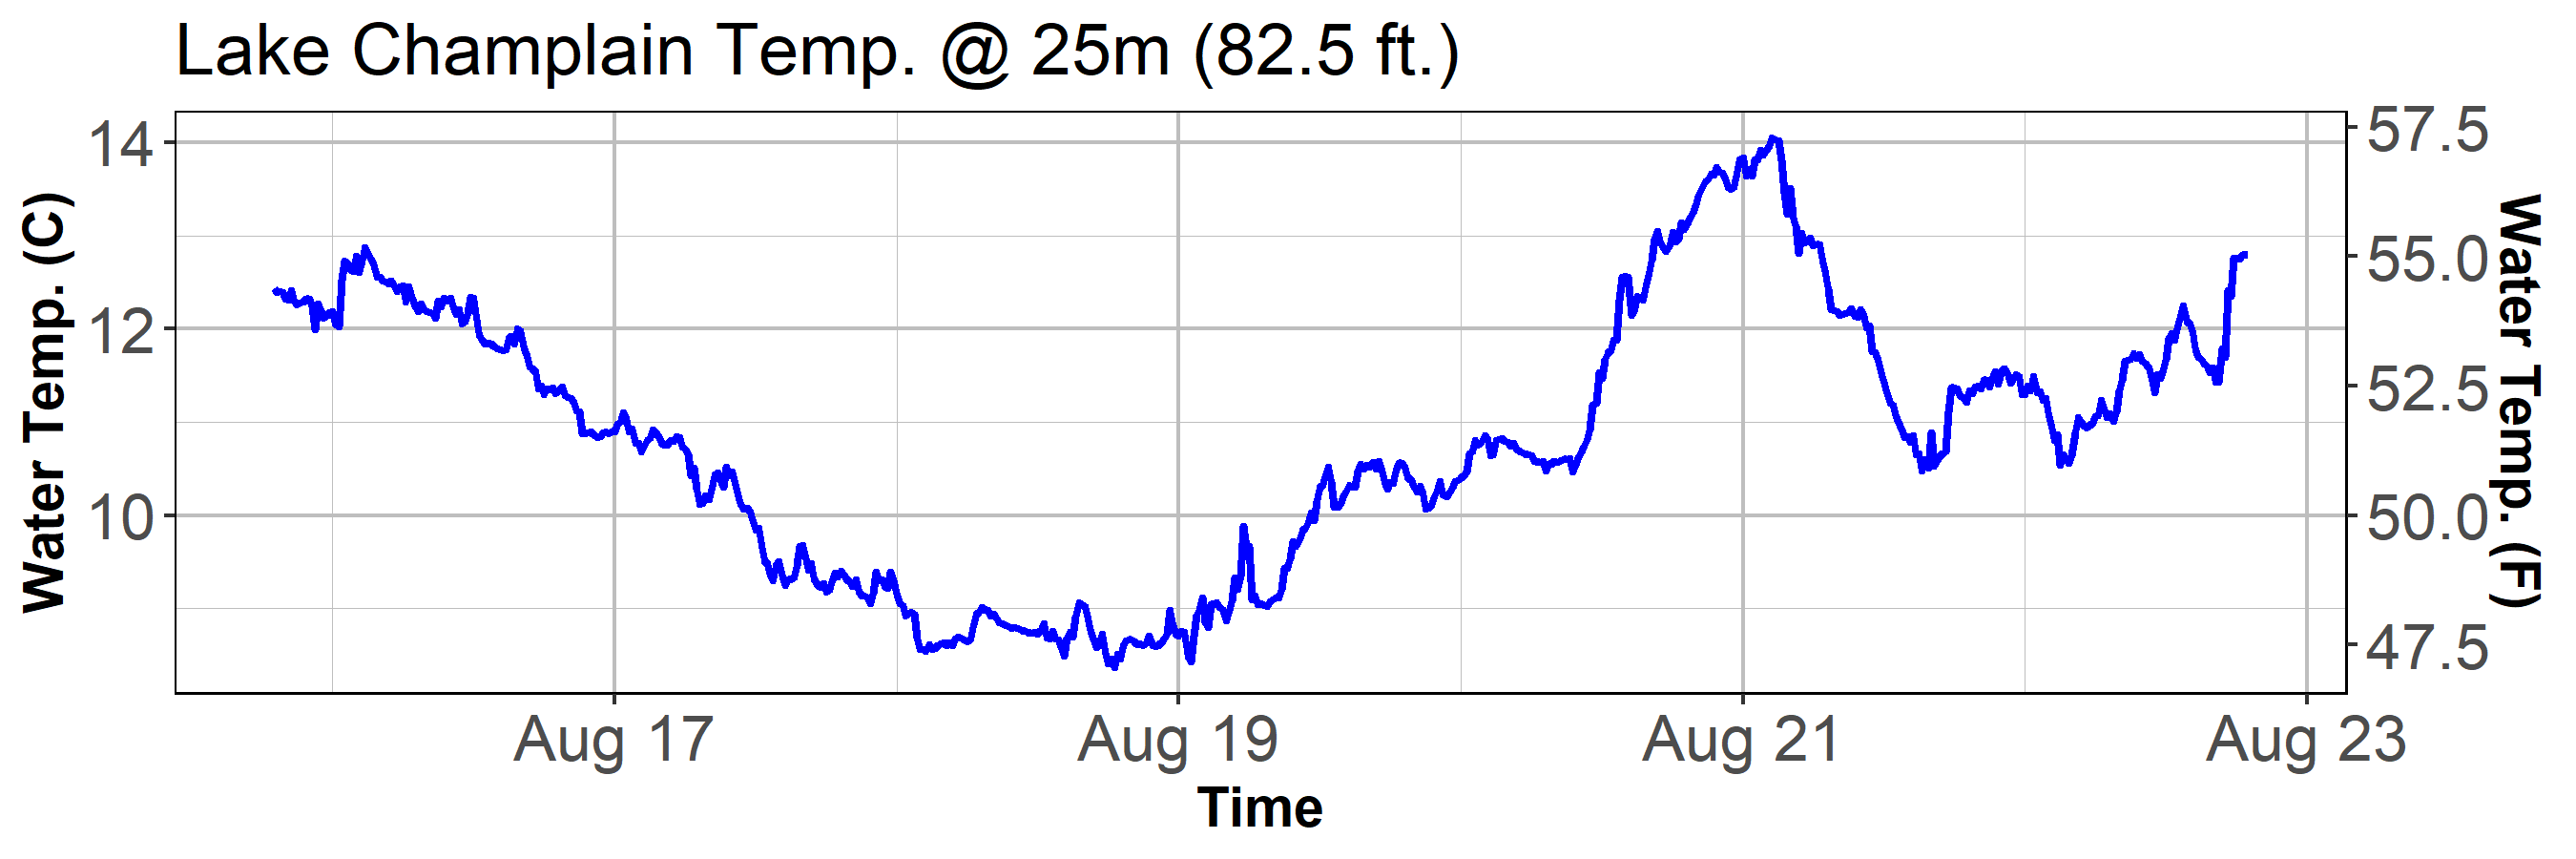 Lake Champlain Temp. @ 25m (82.5 ft.)
Water Temp. (C)
14
12
10
57.5
55.0
52.5
50.0
47.5
Water Temp. (F)
Aug 17
Aug 19
Aug 21
Aug 23
Time